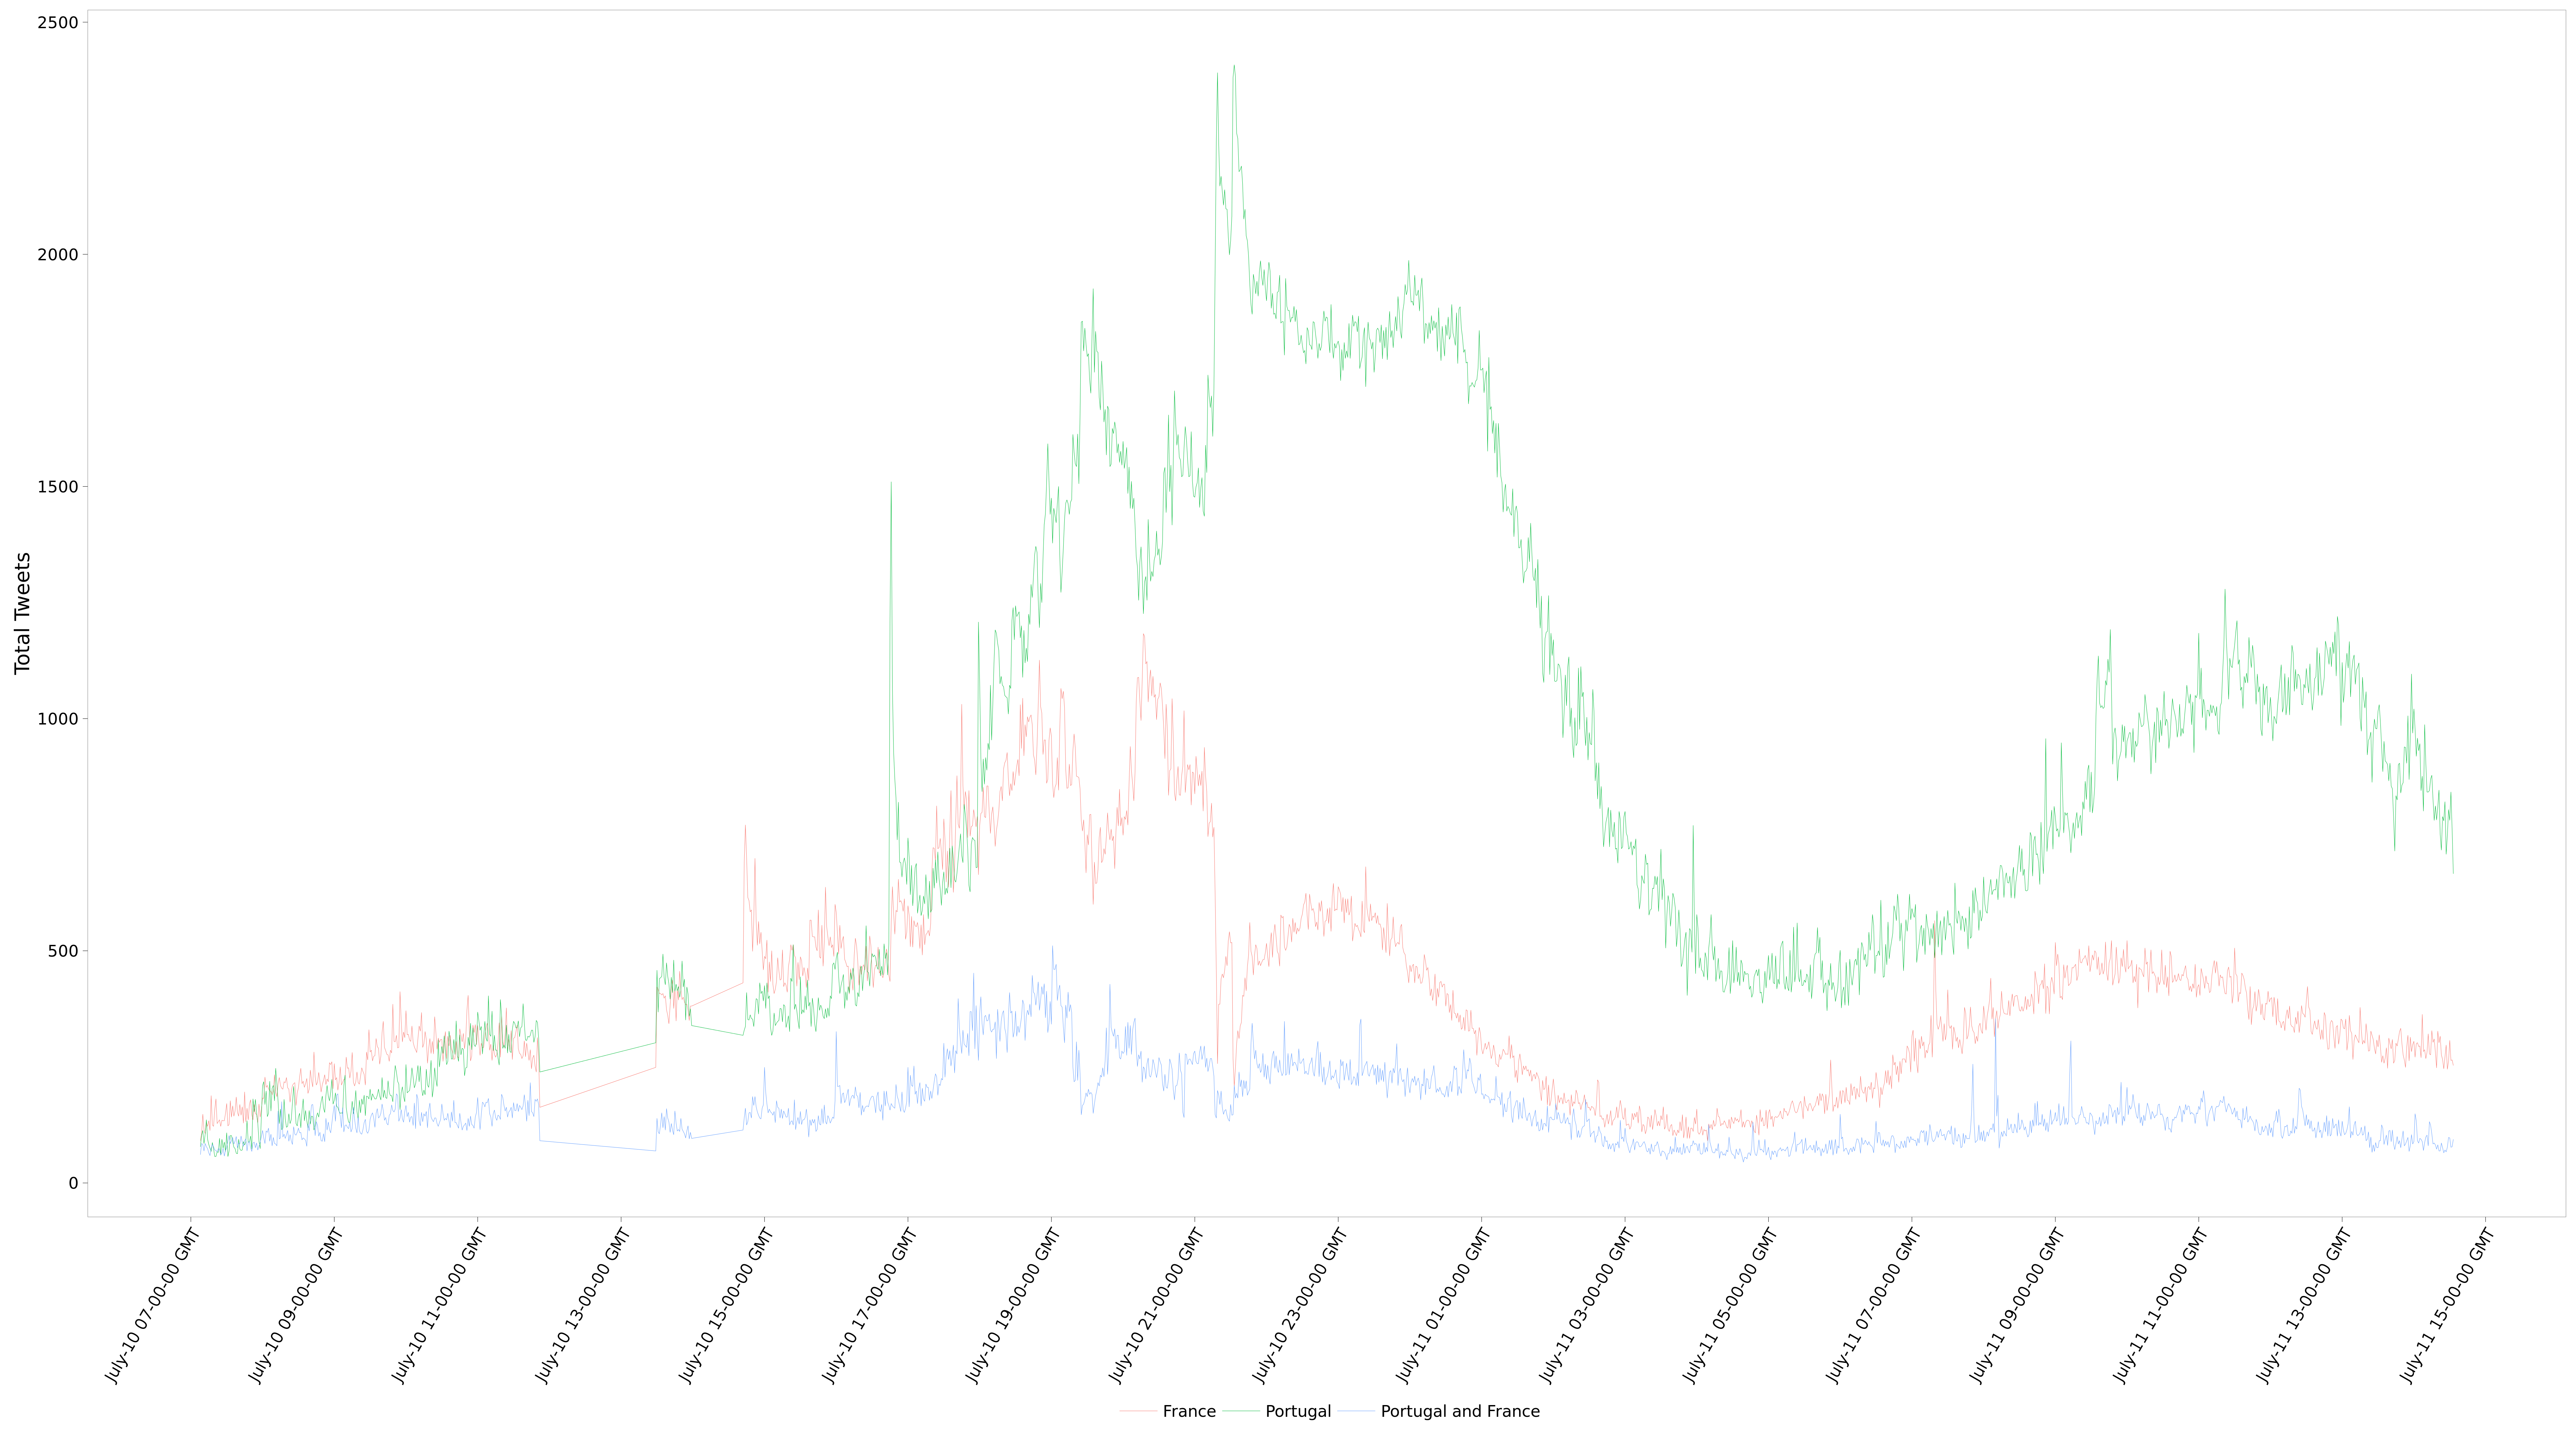 Total Tweets
2500
2000
1500
1000
500
0
July-10 07-00-00 GMT
July-10 09-00-00 GMT
July-10 11-00-00 GMT
July-10 13-00-00 GMT
July-10 15-00-00 GMT
July-10 17-00-00 GMT
July-10 19-00-00 GMT
July-10 21-00-00 GMT
July-10 23-00-00 GMT
July-11 01-00-00 GMT
July-11 03-00-00 GMT
July-11 05-00-00 GMT
July-11 07-00-00 GMT
July-11 09-00-00 GMT
July-11 11-00-00 GMT
July-11 13-00-00 GMT
July-11 15-00-00 GMT
France Portugal Portugal and France